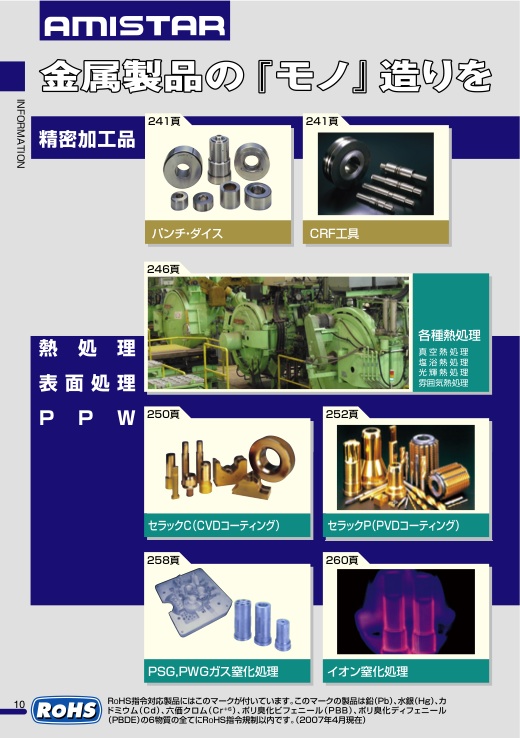 AMISTAR
金属製品の『モノ』造りを
INFORMATION
精密加工品
241頁
パンチ・ダイス
241頁
CRF工具
246頁
各種熱処理
真空熱処理
塩浴熱処理
光輝熱処理
雰囲気熱処理
熱処理
表面処理
PPW
250頁
セラックC(CVDコーティング)
252頁
セラックP(PVDコーティング)
258頁
PSG,PWGガス窒化処理
260頁
イオン窒化処理
10
RoHS
RoHS指令対応製品にはこのマークが付いています。このマークの製品は鉛(Pb)、水銀(Hg)、カ
ドミウム(Cd)、六価クロム(Cr⁺⁶)、ポリ臭化ビフェニール(PBB)、ポリ臭化ディフェニール
(PBDE)の6物質の全てにRoHS指令規制以内です。(2007年4月現在)